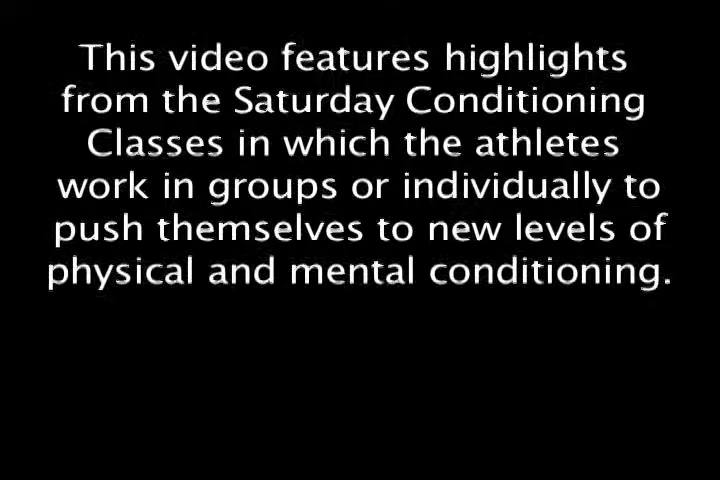 This video features highlights
from the Saturday Conditioning
Classes in which the athletes
work in groups or individually to
push themselves to new levels of
physical and mental conditioning.